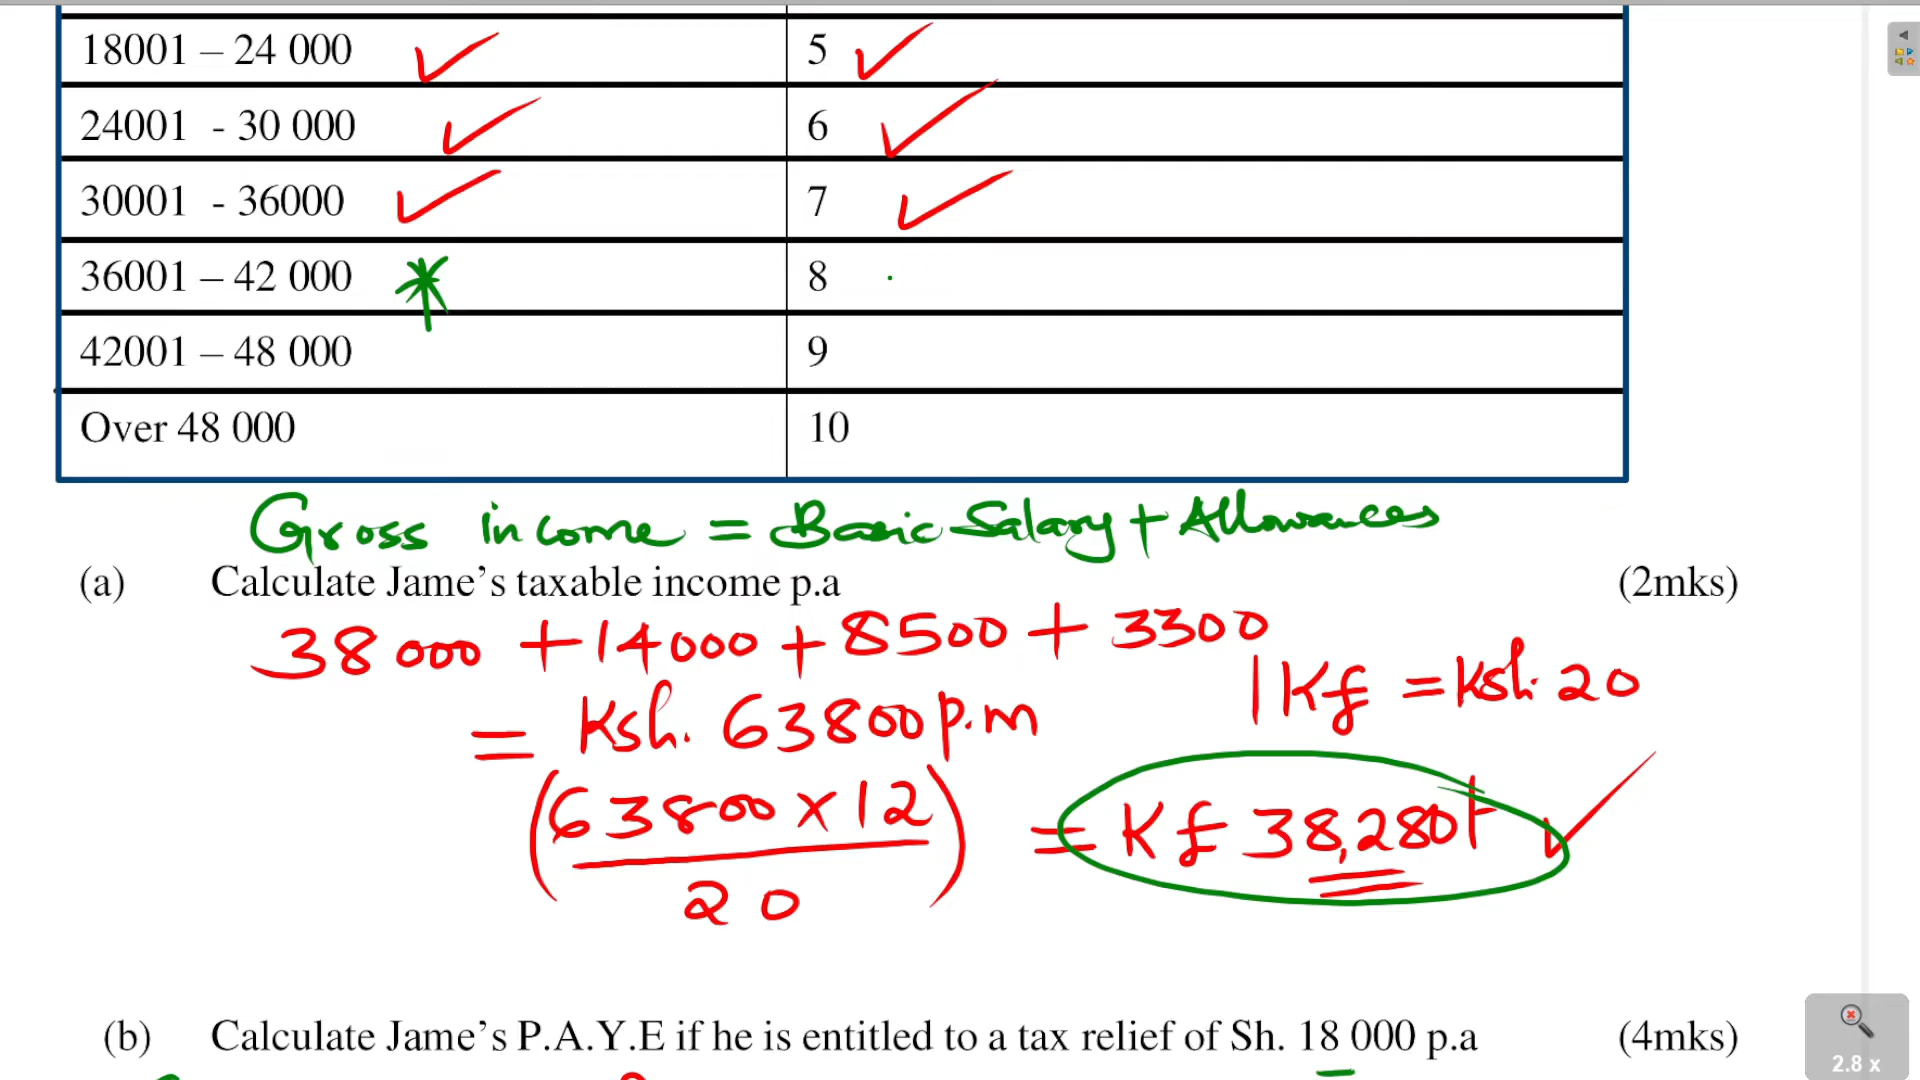 18001 – 24 000 5
24001 - 30 000 6
30001 - 36000 7
36001 – 42 000 8
42001 – 48 000 9
Over 48 000 10
Gross income = Basic Salary + Allowances
(a) Calculate Jame’s taxable income p.a (2mks)
38000 + 14000 + 8500 + 3300
1K£ = Ksh. 20
= Ksh. 63800 p.m
(63800 x 12) / 20 = K£ 38,280
(b) Calculate Jame’s P.A.Y.E if he is entitled to a tax relief of Sh. 18 000 p.a (4mks)
2.8 x